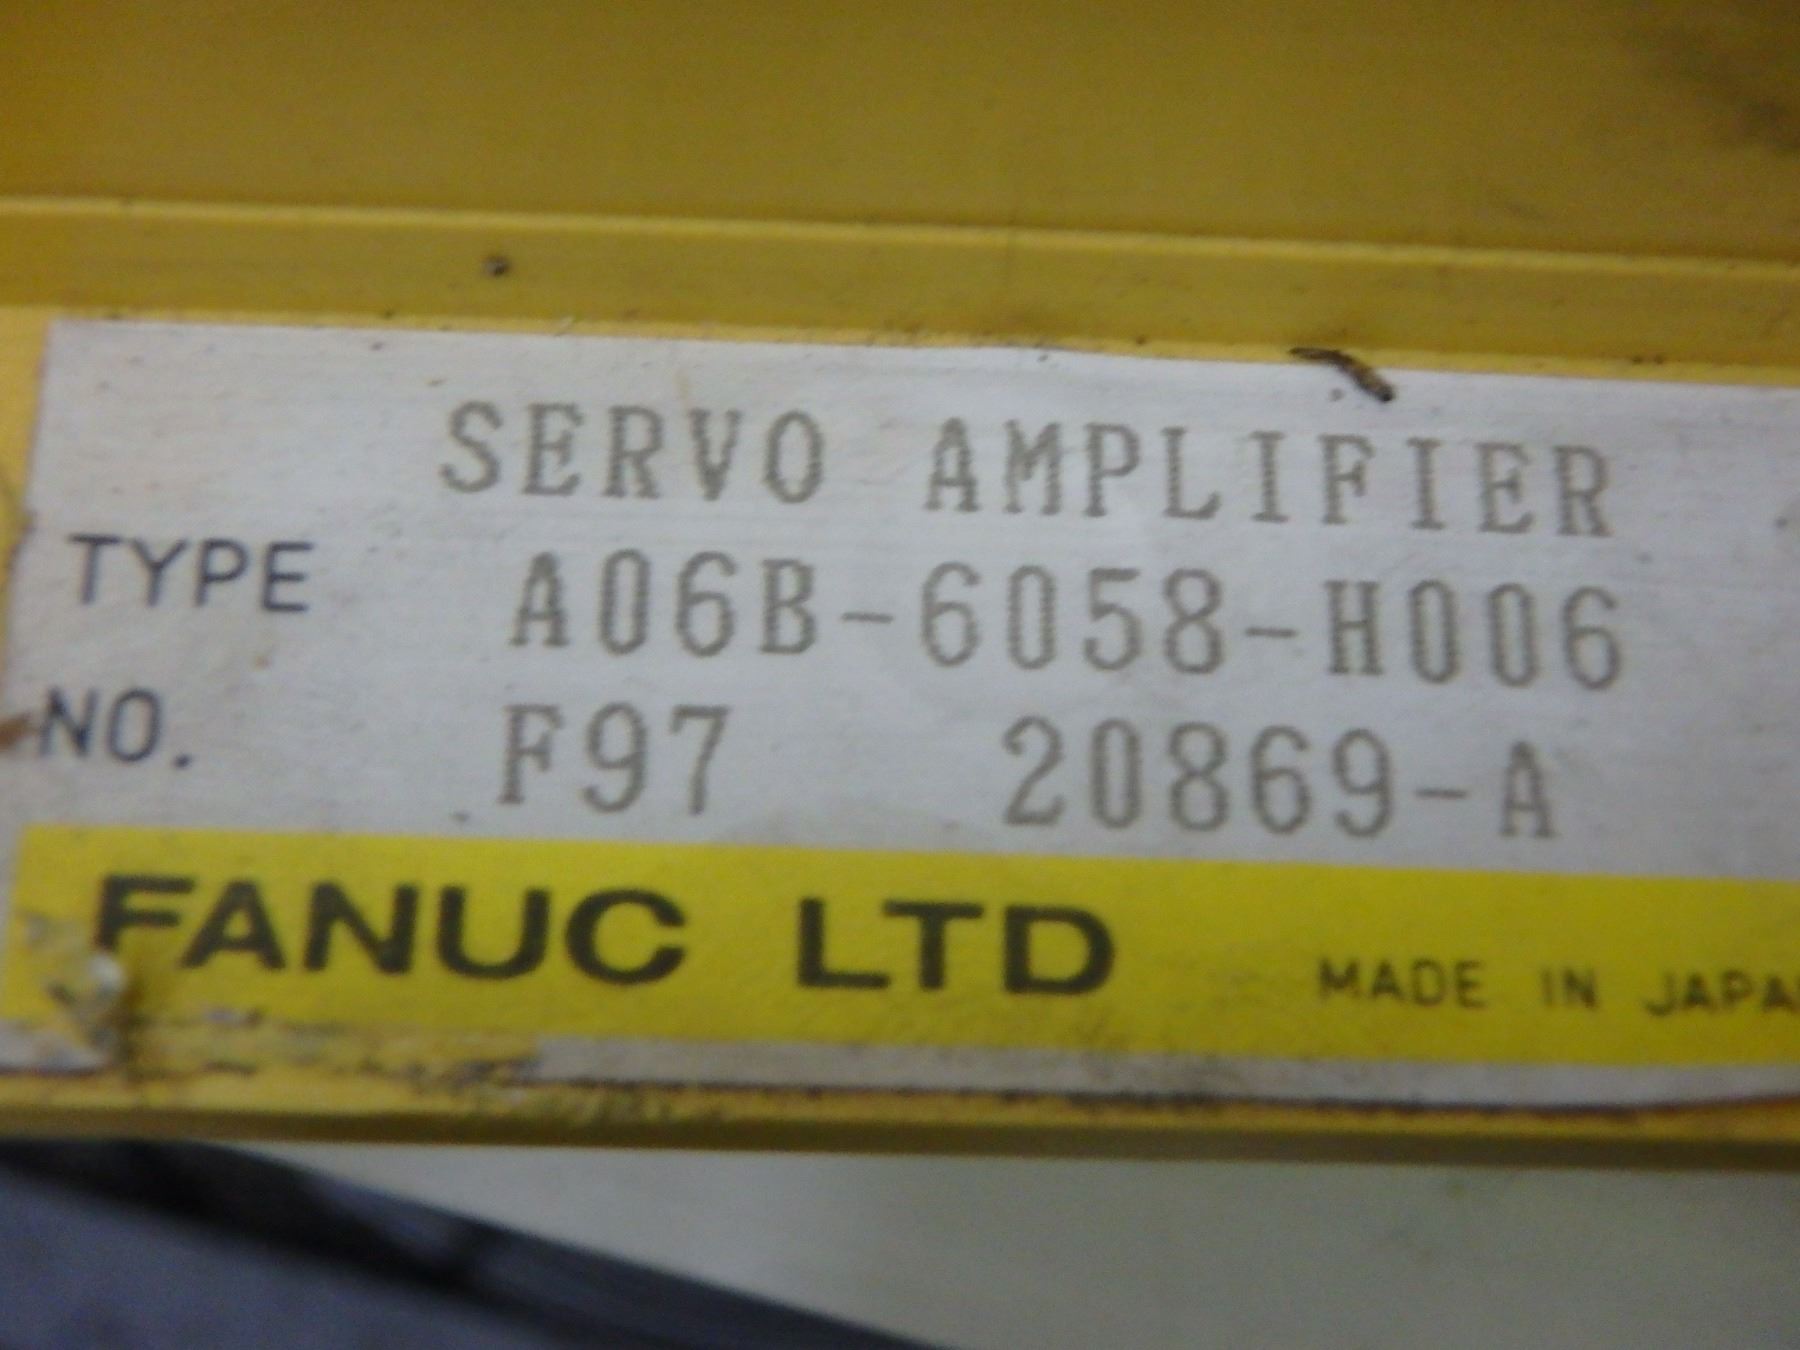 SERVO AMPLIFIER
TYPE A06B-6058-H006
NO. F97 20869-A
FANUC LTD MADE IN JAPA